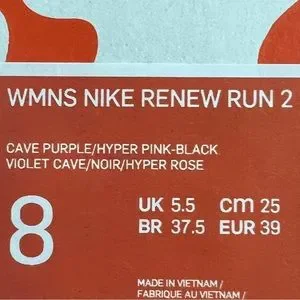 WMNS NIKE RENEW RUN 2
CAVE PURPLE/HYPER PINK-BLACK
VIOLET CAVE/NOIR/HYPER ROSE
8
UK 5.5 cm 25
BR 37.5 EUR 39
MADE IN VIETNAM /
FABRIQUE AU VIETNAM /